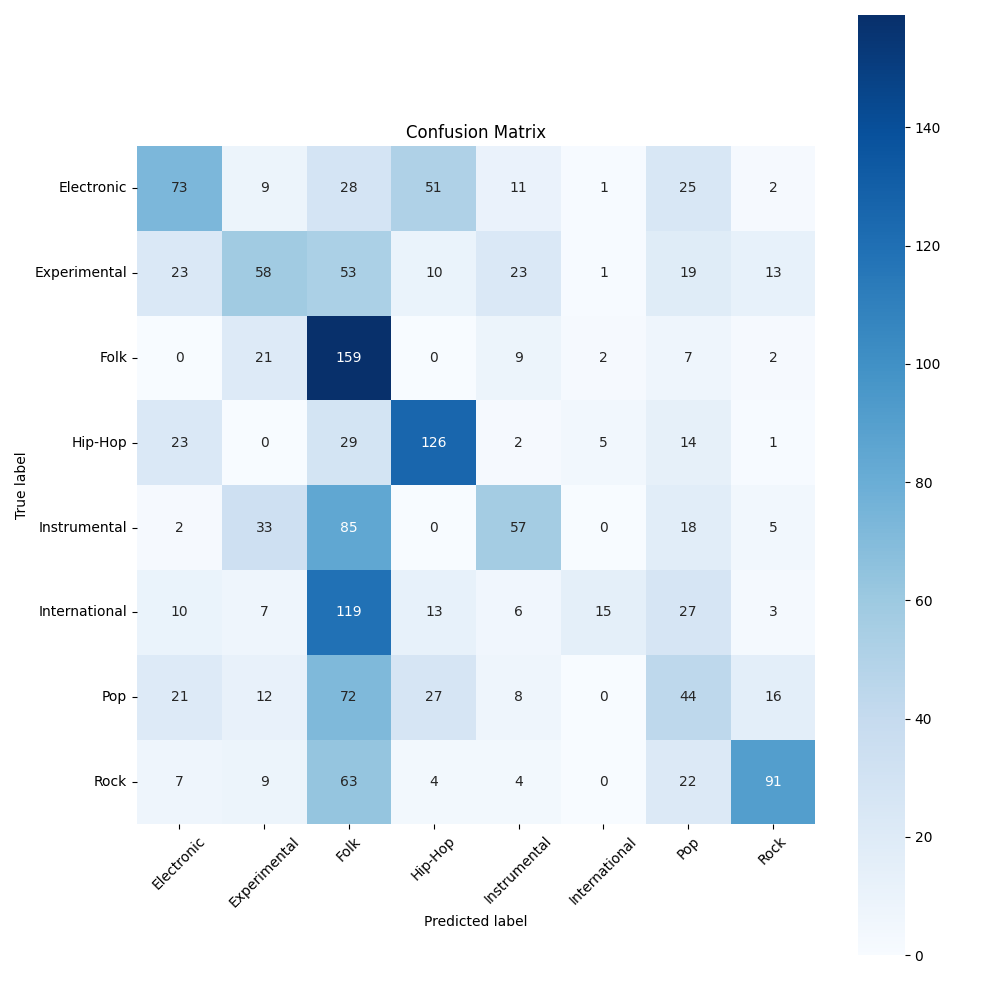 Confusion Matrix
Electronic 73 9 28 51 11 1 25 2
Experimental 23 58 53 10 23 1 19 13
Folk 0 21 159 0 9 2 7 2
Hip-Hop 23 0 29 126 2 5 14 1
Instrumental 2 33 85 0 57 0 18 5
International 10 7 119 13 6 15 27 3
Pop 21 12 72 27 8 0 44 16
Rock 7 9 63 4 4 0 22 91
True label
Electronic Experimental Folk Hip-Hop Instrumental International Pop Rock
Predicted label
140
120
100
80
60
40
20
0